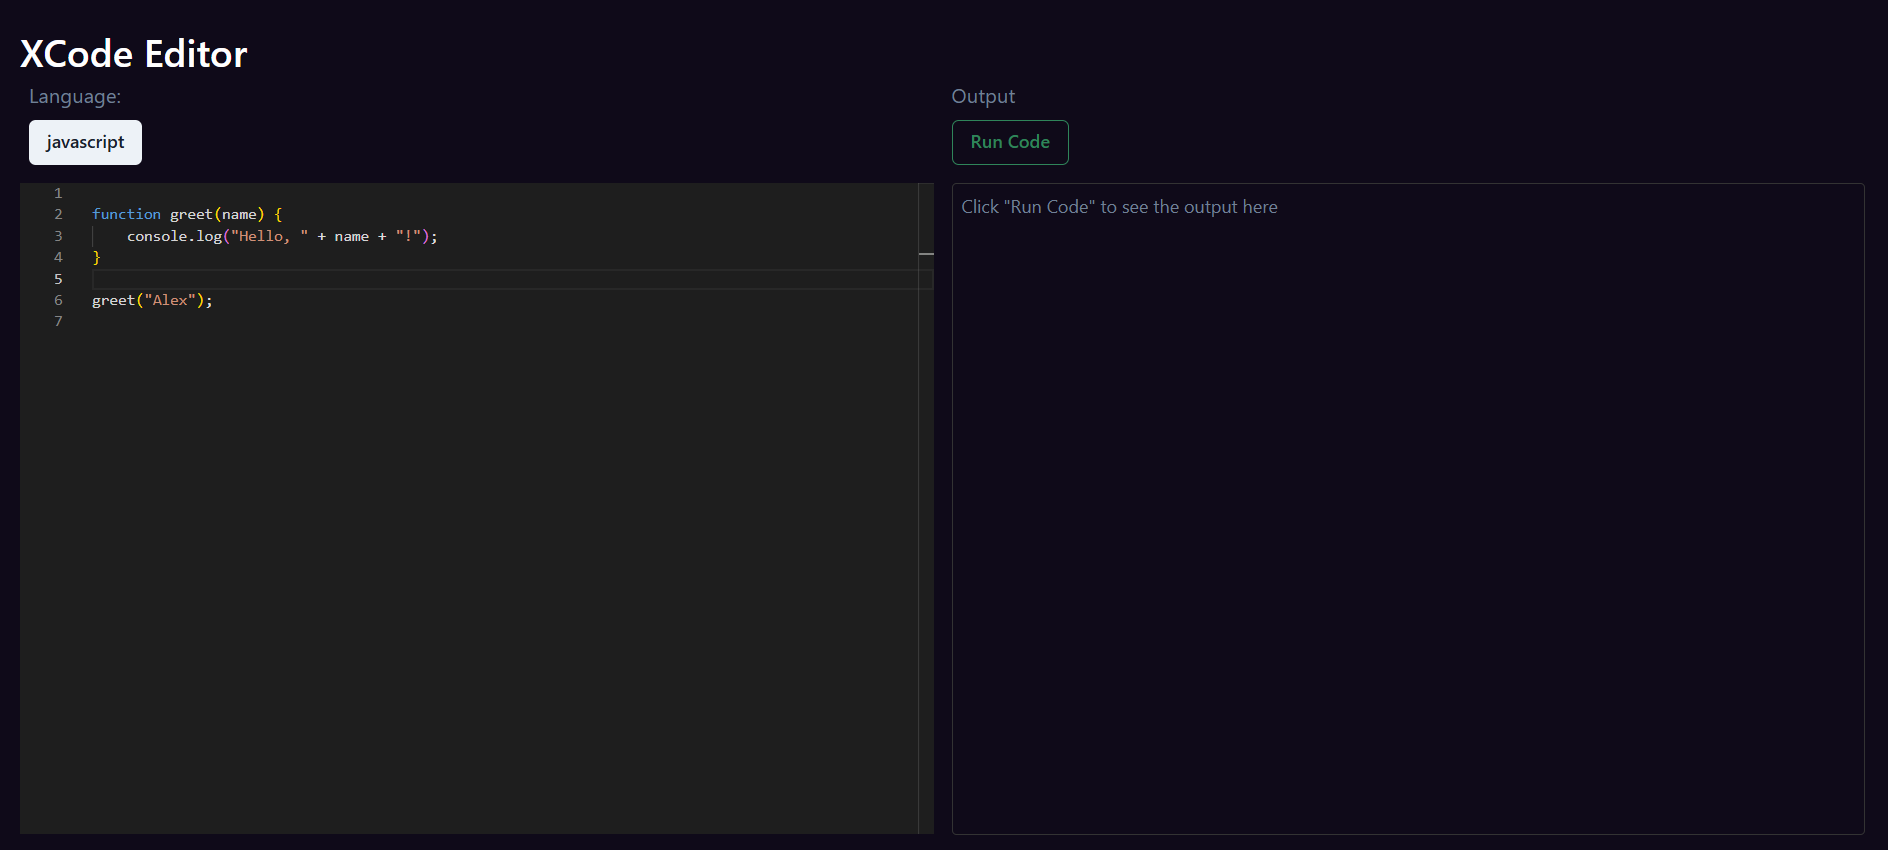 XCode Editor
Language:
javascript
1
2 function greet(name) {
3     console.log("Hello, " + name + "!");
4 }
5
6 greet("Alex");
7
Output
Run Code
Click "Run Code" to see the output here